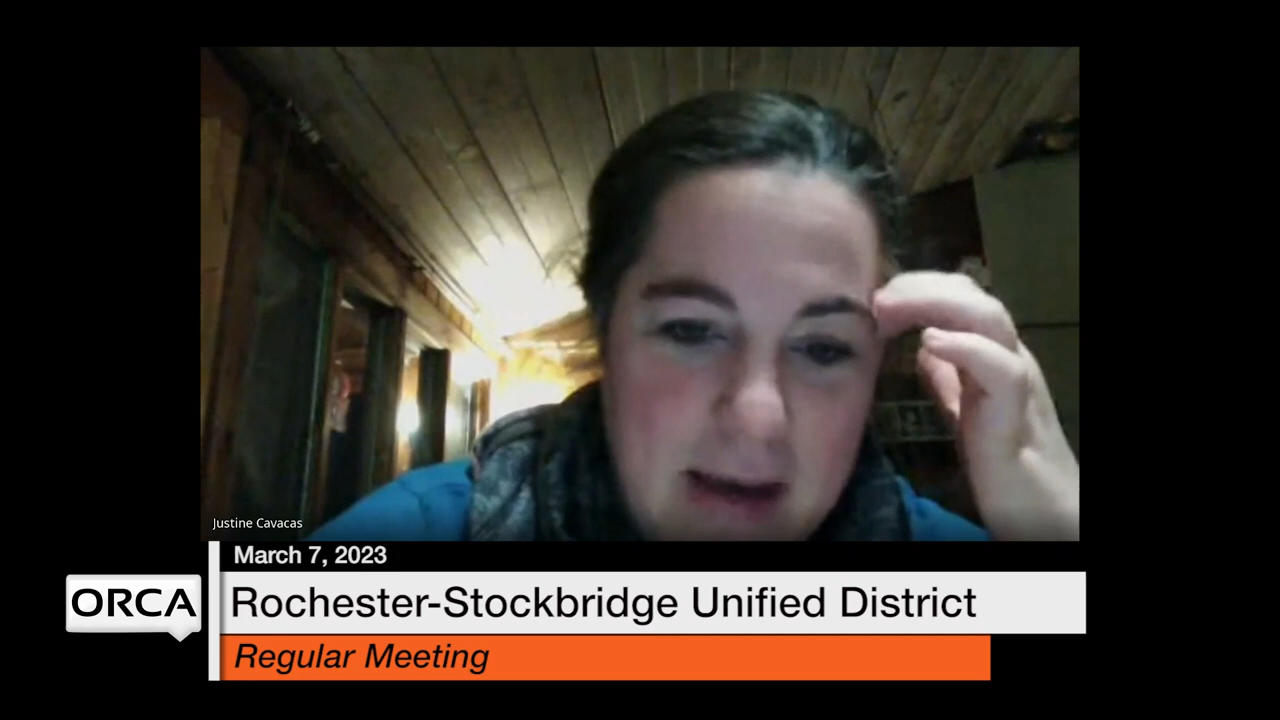 Justine Cavacas
March 7, 2023
ORCA
Rochester-Stockbridge Unified District
Regular Meeting